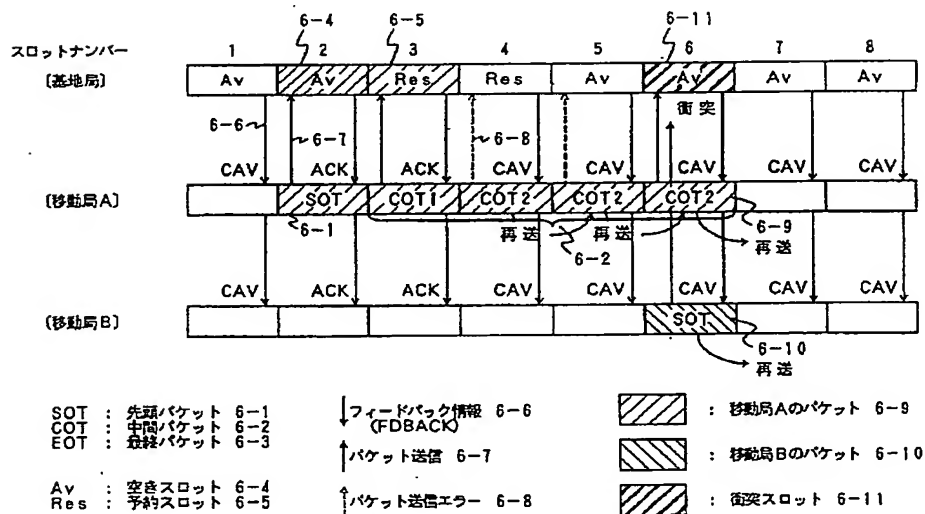 6-4 6-5 6-11
スロットナンバー 1 2 3 4 5 6 7 8
[基地局] Av Av Res Res Av Av Av Av
衝突
6-6 6-7 6-8
CAV ACK ACK CAV CAV CAV CAV CAV
[移動局A] SOT COT1 COT2 COT2 COT2
6-1 再送 再送 6-9
6-2 再送
CAV ACK ACK CAV CAV CAV CAV CAV
[移動局B] SOT
6-10
再送
SOT : 先頭パケット 6-1
COT : 中間パケット 6-2
EOT : 最終パケット 6-3
Av : 空きスロット 6-4
Res : 予約スロット 6-5
フィードバック情報 6-6
(FDBACK)
パケット送信 6-7
パケット送信エラー 6-8
: 移動局Aのパケット 6-9
: 移動局Bのパケット 6-10
: 衝突スロット 6-11